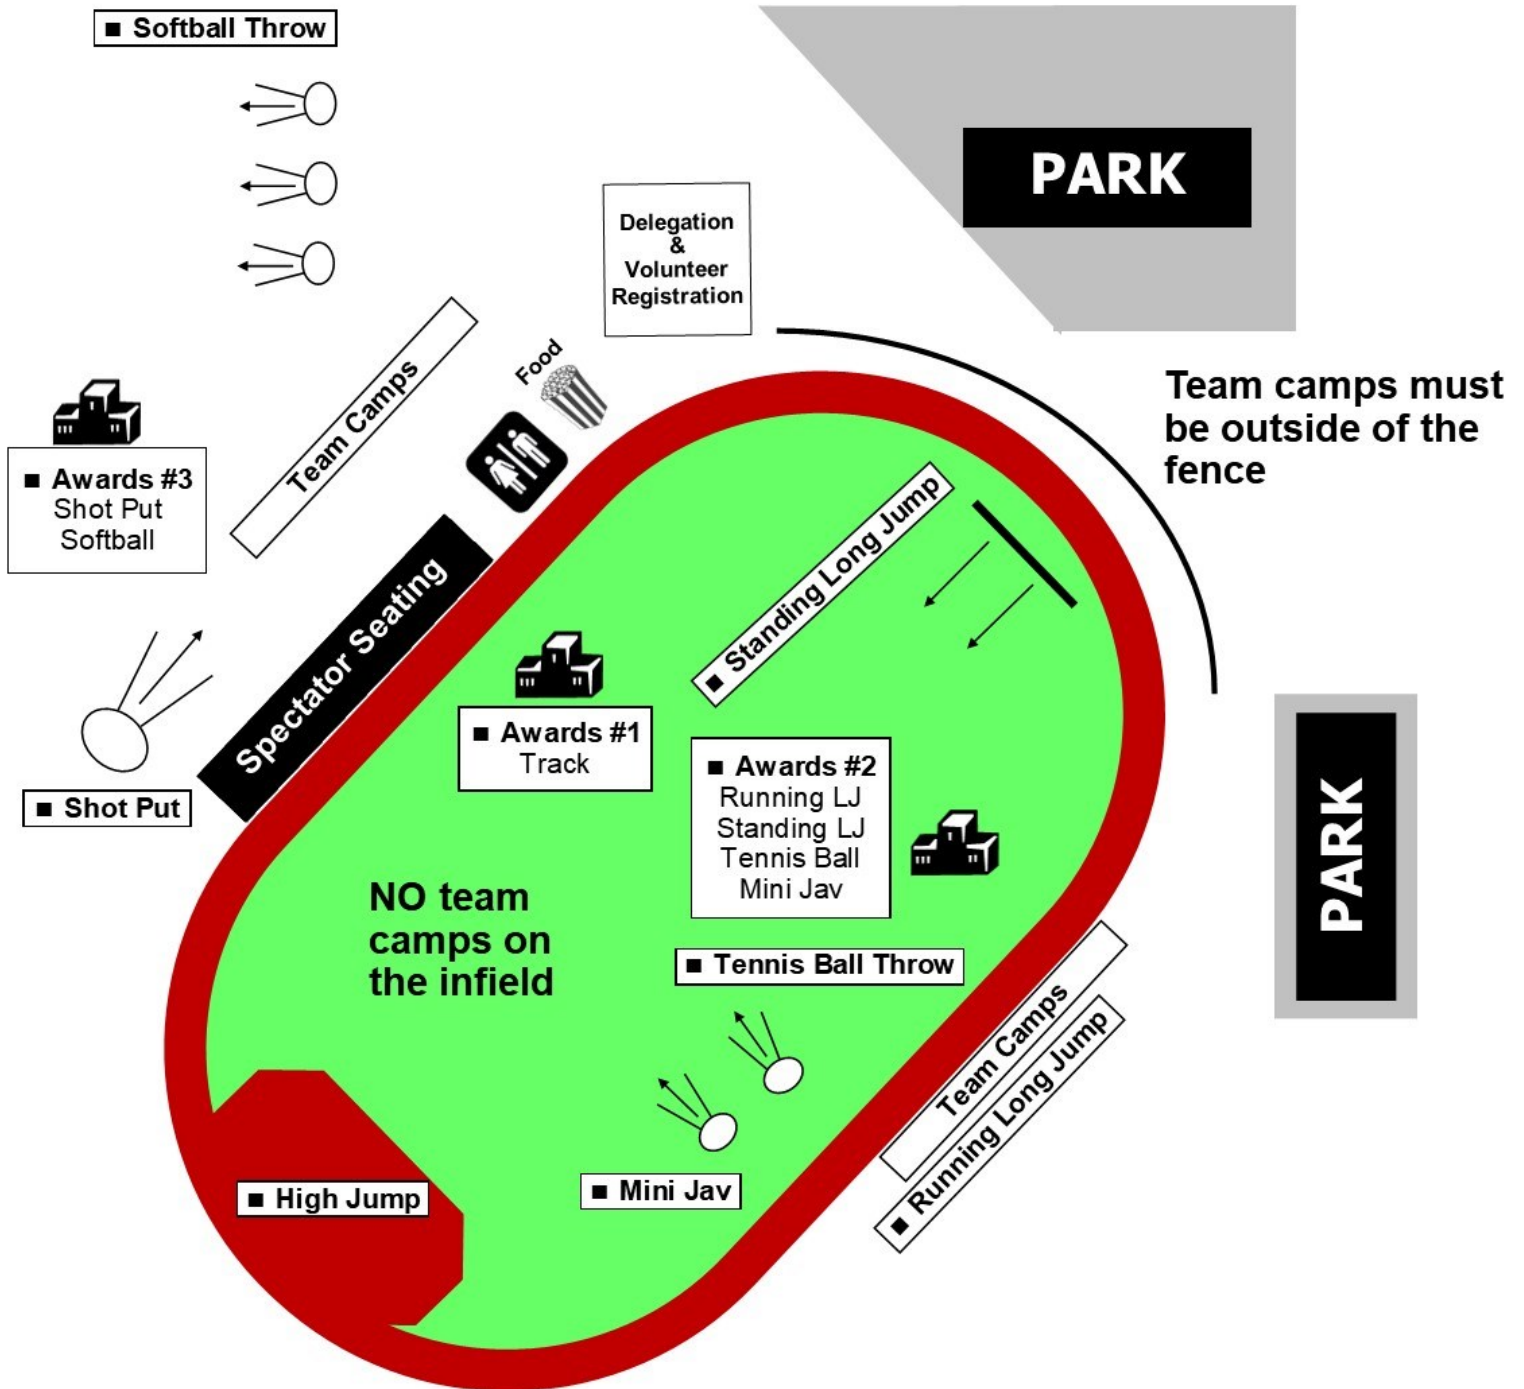 ■ Softball Throw
PARK
Delegation
&
Volunteer
Registration
Food
Team Camps
Team camps must
be outside of the
fence
■ Awards #3
Shot Put
Softball
■ Standing Long Jump
Spectator Seating
■ Awards #1
Track
■ Awards #2
Running LJ
Standing LJ
Tennis Ball
Mini Jav
■ Shot Put
PARK
NO team
camps on
the infield
■ Tennis Ball Throw
Team Camps
■ Running Long Jump
■ High Jump
■ Mini Jav